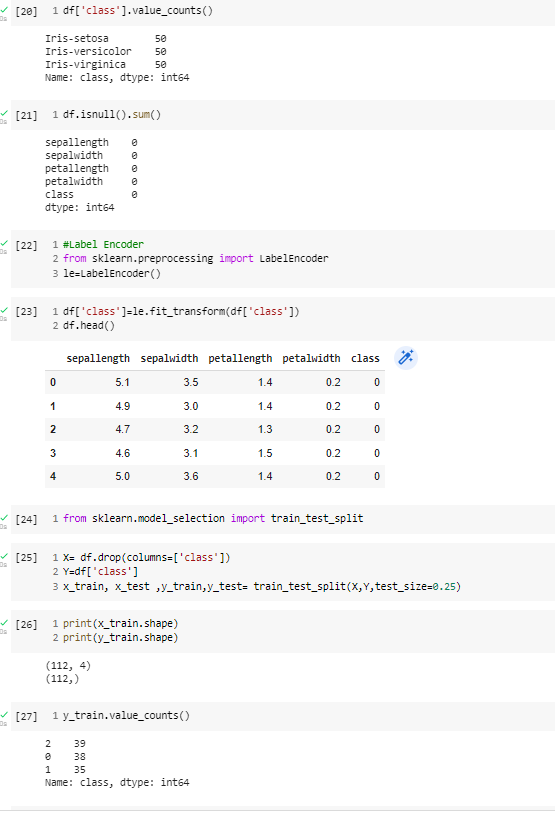 [20] 1 df['class'].value_counts()
Iris-setosa 50
Iris-versicolor 50
Iris-virginica 50
Name: class, dtype: int64
[21] 1 df.isnull().sum()
sepallength 0
sepalwidth 0
petallength 0
petalwidth 0
class 0
dtype: int64
[22] 1 #Label Encoder
2 from sklearn.preprocessing import LabelEncoder
3 le=LabelEncoder()
[23] 1 df['class']=le.fit_transform(df['class'])
2 df.head()
sepallength sepalwidth petallength petalwidth class
0 5.1 3.5 1.4 0.2 0
1 4.9 3.0 1.4 0.2 0
2 4.7 3.2 1.3 0.2 0
3 4.6 3.1 1.5 0.2 0
4 5.0 3.6 1.4 0.2 0
[24] 1 from sklearn.model_selection import train_test_split
[25] 1 X= df.drop(columns=['class'])
2 Y=df['class']
3 x_train, x_test ,y_train,y_test= train_test_split(X,Y,test_size=0.25)
[26] 1 print(x_train.shape)
2 print(y_train.shape)
(112, 4)
(112,)
[27] 1 y_train.value_counts()
2 39
0 38
1 35
Name: class, dtype: int64